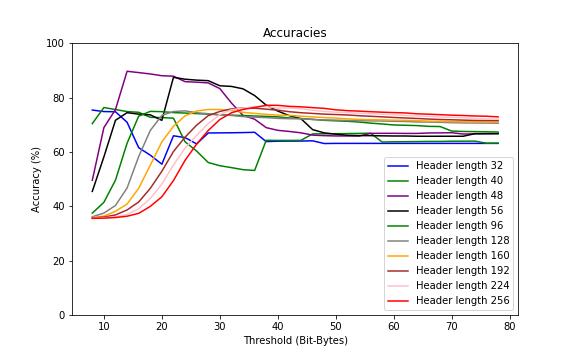 Accuracies
100
80
60
40
20
0
Accuracy (%)
10
20
30
40
50
60
70
80
Threshold (Bit-Bytes)
Header length 32
Header length 40
Header length 48
Header length 56
Header length 96
Header length 128
Header length 160
Header length 192
Header length 224
Header length 256